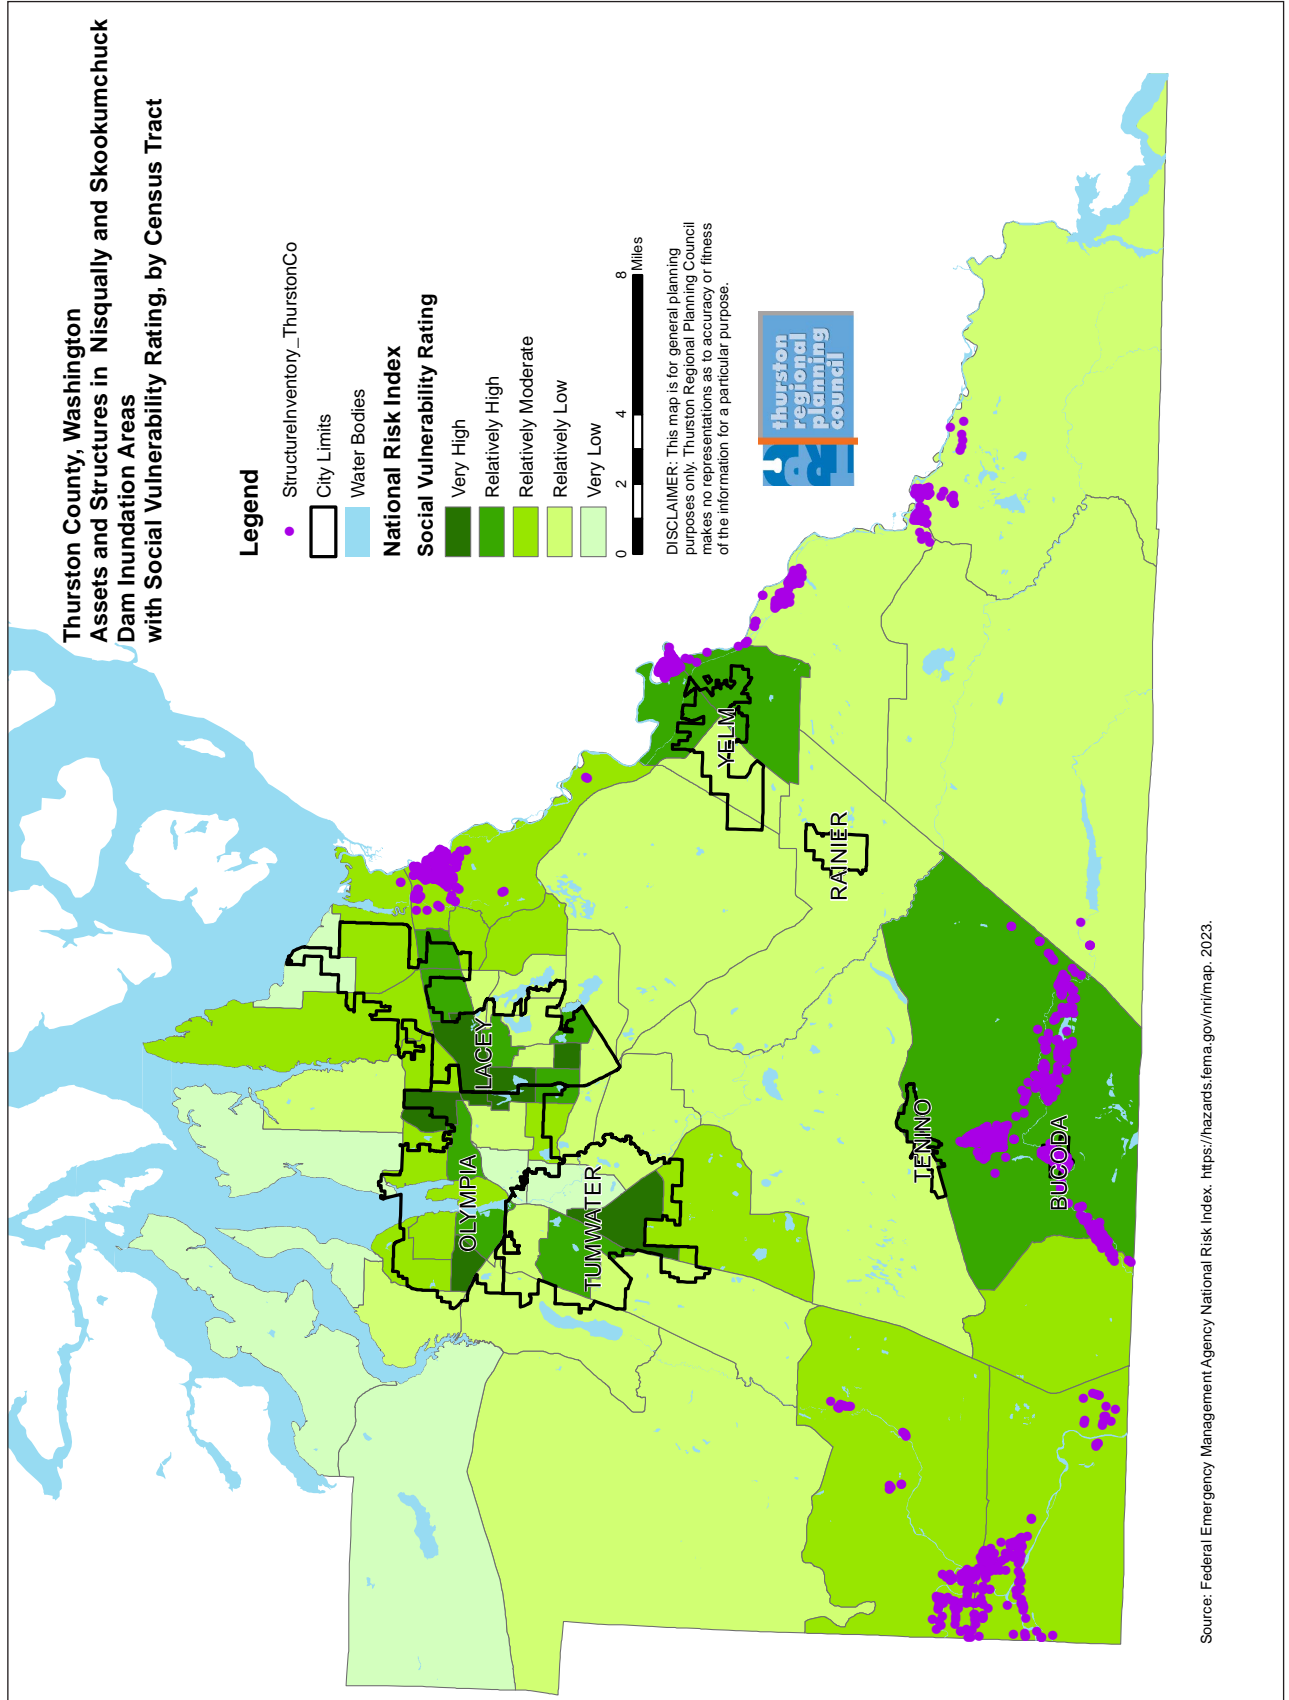 Thurston County, Washington
Assets and Structures in  Nisqually and Skookumchuck
Dam Inundation Areas
with Social Vulnerability Rating, by Census Tract
Legend
StructureInventory_ThurstonCo
City Limits
Water Bodies
National Risk Index
Social Vulnerability Rating
Very High
Relatively High
Relatively Moderate
Relatively Low
Very Low
0 2 4 8
Miles
DISCLAIMER: This map is for general planning
purposes only. Thurston Regional Planning Council
makes no representations as to accuracy or fitness
of the information for a particular purpose.
TRPC
thurston
regional
planning
council
LACEY
OLYMPIA
TUMWATER
YELM
RAINIER
TENINO
BUCODA
Source: Federal Emergency Management Agency National Risk Index. https://hazards.fema.gov/nri/map. 2023.